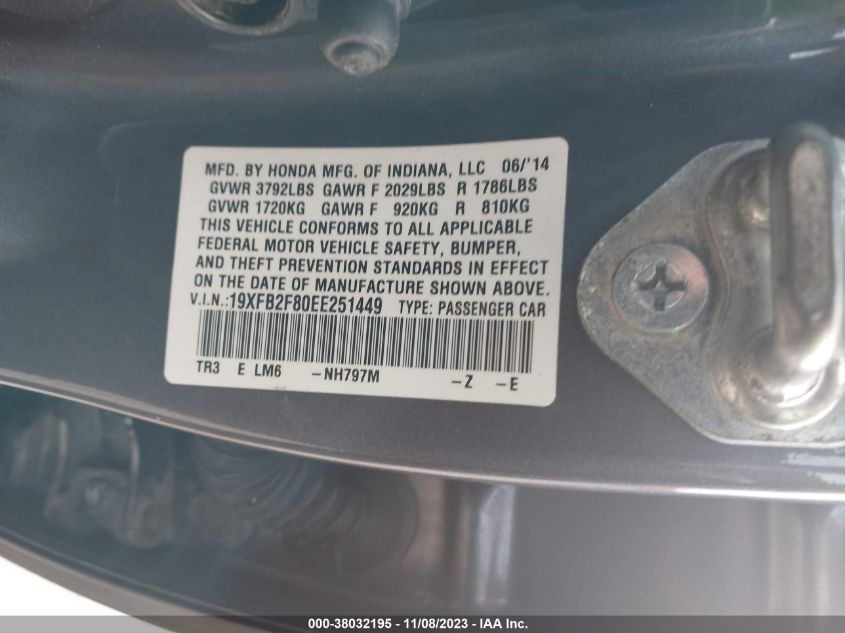 MFD. BY HONDA MFG. OF INDIANA, LLC 06/'14
GVWR 3792LBS GAWR F 2029LBS R 1786LBS
GVWR 1720KG GAWR F 920KG R 810KG
THIS VEHICLE CONFORMS TO ALL APPLICABLE
FEDERAL MOTOR VEHICLE SAFETY, BUMPER,
AND THEFT PREVENTION STANDARDS IN EFFECT
ON THE DATE OF MANUFACTURE SHOWN ABOVE.
V.I.N.:19XFB2F80EE251449 TYPE: PASSENGER CAR
TR3 E LM6 -NH797M -Z -E
000-38032195 - 11/08/2023 - IAA Inc.